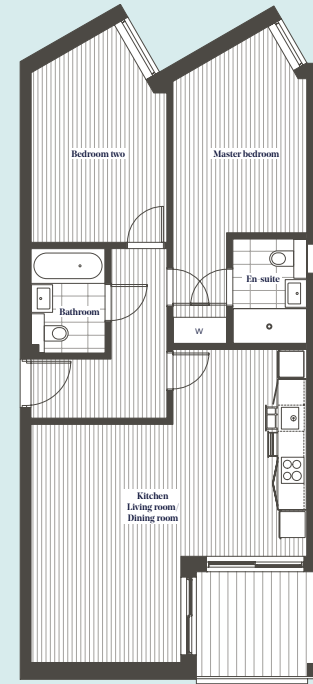 Bedroom two
Master bedroom
En-suite
Bathroom
W
Kitchen
Living room/
Dining room